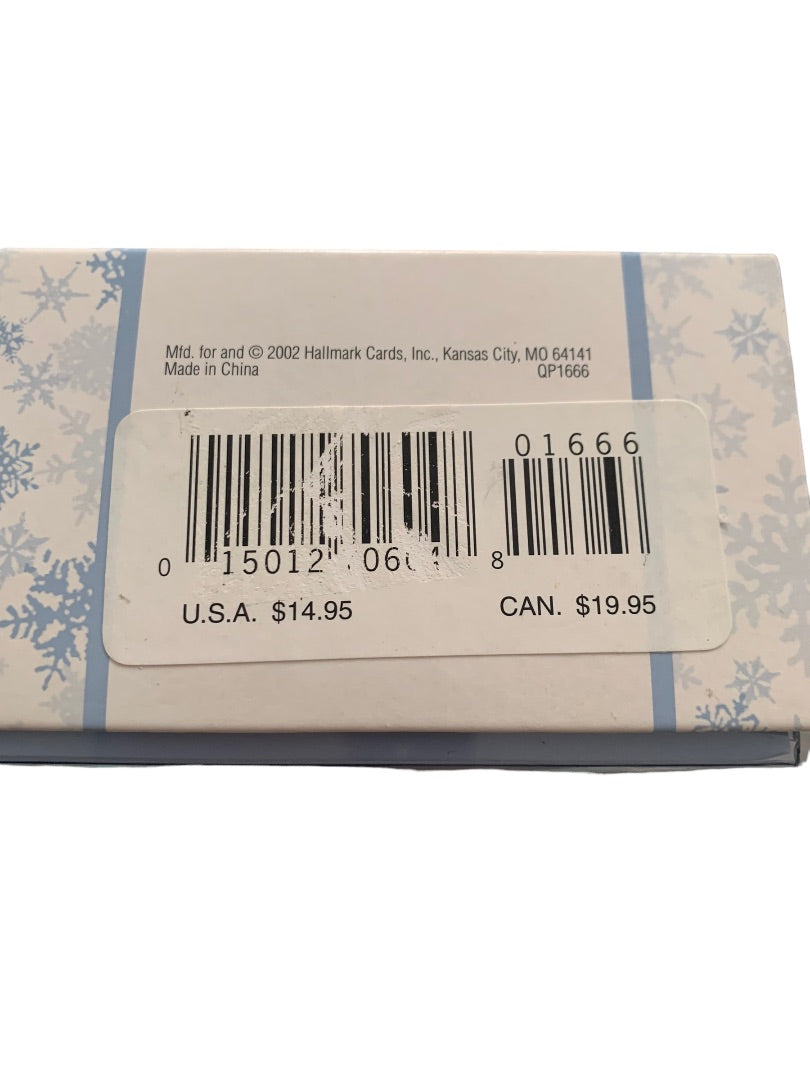 Mfd. for and © 2002 Hallmark Cards, Inc., Kansas City, MO 64141
Made in China QP1666
01666
0 15012 8
U.S.A. $14.95 CAN. $19.95